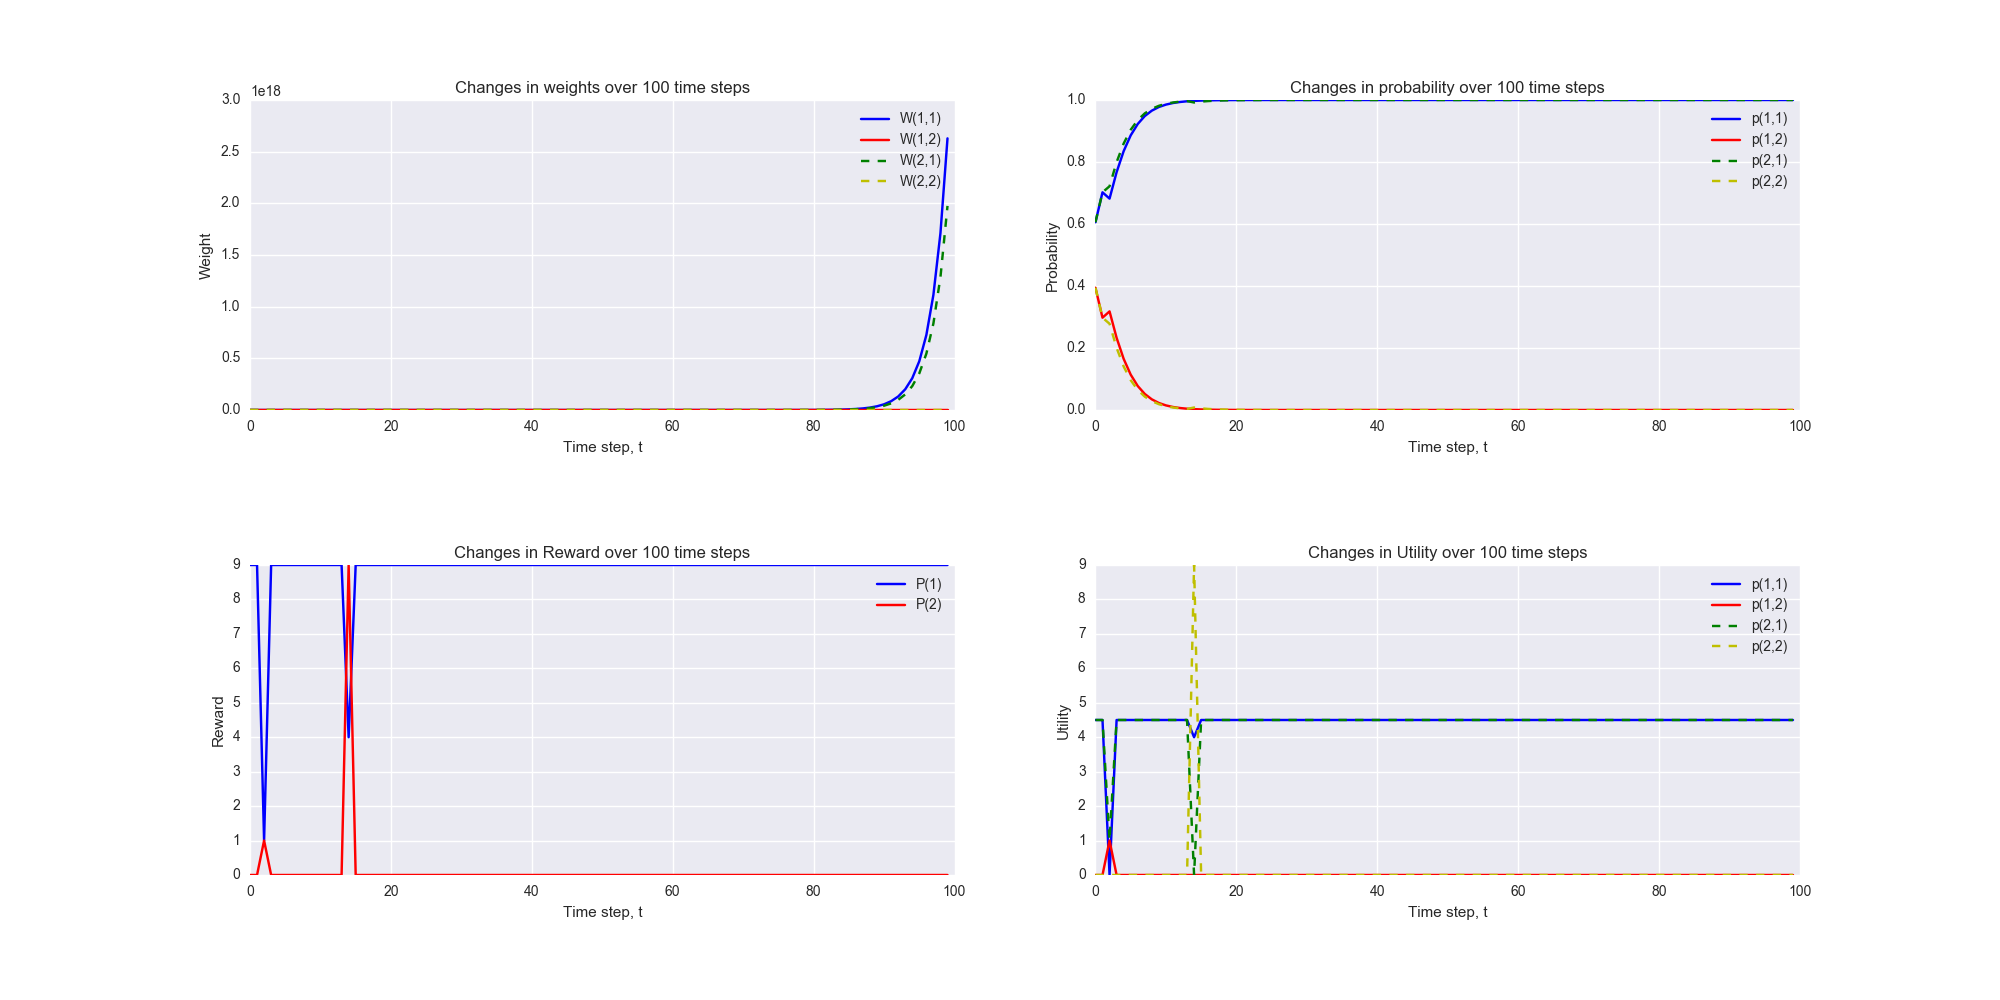 Changes in weights over 100 time steps
1e18
3.0
2.5
2.0
1.5
1.0
0.5
0.0
Weight
W(1,1)
W(1,2)
W(2,1)
W(2,2)
0 20 40 60 80 100
Time step, t
Changes in probability over 100 time steps
1.0
0.8
0.6
0.4
0.2
0.0
Probability
p(1,1)
p(1,2)
p(2,1)
p(2,2)
0 20 40 60 80 100
Time step, t
Changes in Reward over 100 time steps
9
8
7
6
5
4
3
2
1
0
Reward
P(1)
P(2)
0 20 40 60 80 100
Time step, t
Changes in Utility over 100 time steps
9
8
7
6
5
4
3
2
1
0
Utility
p(1,1)
p(1,2)
p(2,1)
p(2,2)
0 20 40 60 80 100
Time step, t